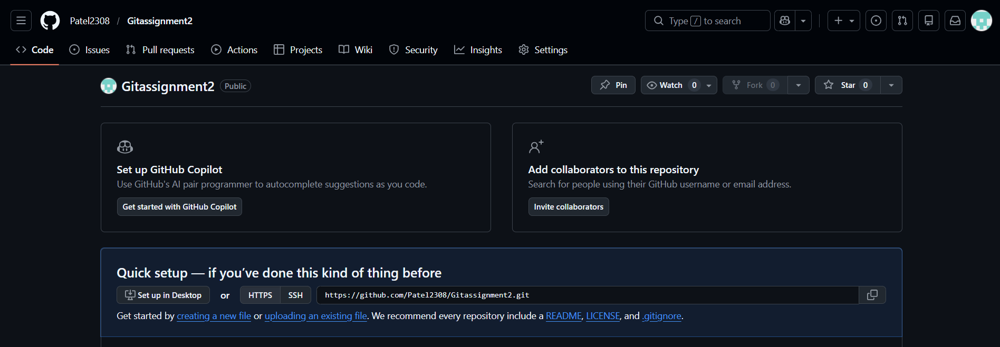 Patel2308 / Gitassignment2
Type / to search
Code Issues Pull requests Actions Projects Wiki Security Insights Settings
Gitassignment2 Public
Pin Watch 0 Fork 0 Star 0
Set up GitHub Copilot
Use GitHub's AI pair programmer to autocomplete suggestions as you code.
Get started with GitHub Copilot
Add collaborators to this repository
Search for people using their GitHub username or email address.
Invite collaborators
Quick setup — if you’ve done this kind of thing before
Set up in Desktop or HTTPS SSH https://github.com/Patel2308/Gitassignment2.git
Get started by creating a new file or uploading an existing file. We recommend every repository include a README, LICENSE, and .gitignore.